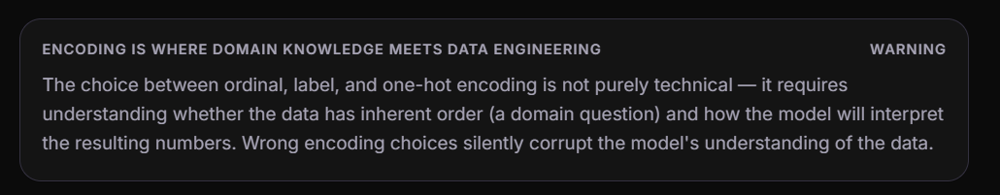 ENCODING IS WHERE DOMAIN KNOWLEDGE MEETS DATA ENGINEERING WARNING
The choice between ordinal, label, and one-hot encoding is not purely technical — it requires
understanding whether the data has inherent order (a domain question) and how the model will interpret
the resulting numbers. Wrong encoding choices silently corrupt the model's understanding of the data.